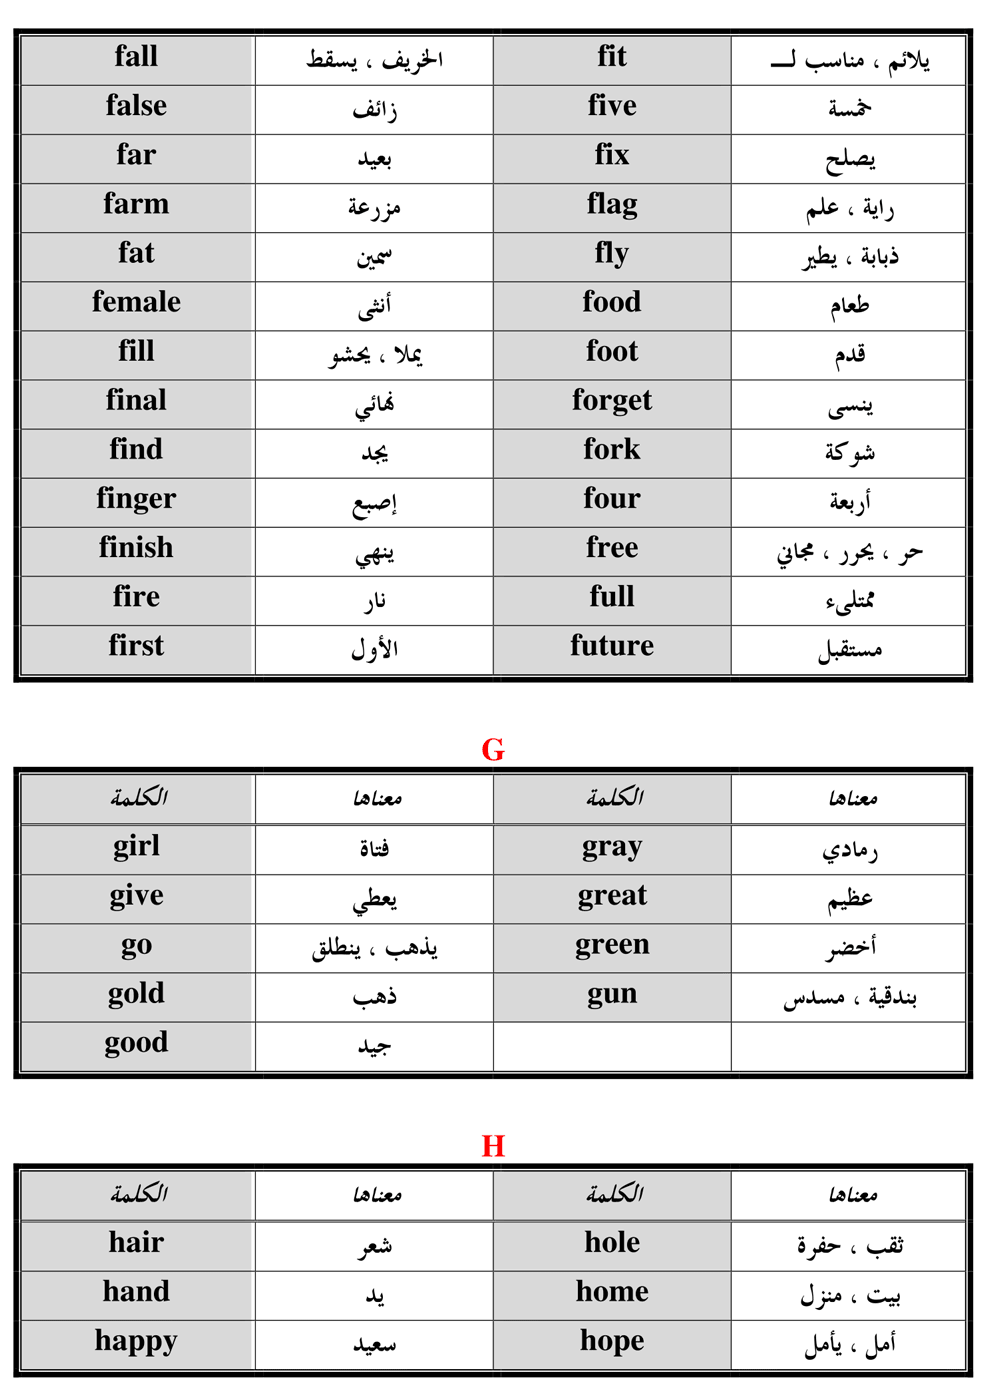 fall الخريف ، يسقط fit يلائم ، مناسب لــ
false زائف five خمسة
far بعيد fix يصلح
farm مزرعة flag راية ، علم
fat سمين fly ذبابة ، يطير
female أنثى food طعام
fill يملا ، يحشو foot قدم
final نهائي forget ينسى
find يجد fork شوكة
finger إصبع four أربعة
finish ينهي free حر ، يحرر ، مجاني
fire نار full ممتلىء
first الأول future مستقبل
G
الكلمة معناها الكلمة معناها
girl فتاة gray رمادي
give يعطي great عظيم
go يذهب ، ينطلق green أخضر
gold ذهب gun بندقية ، مسدس
good جيد
H
الكلمة معناها الكلمة معناها
hair شعر hole ثقب ، حفرة
hand يد home بيت ، منزل
happy سعيد hope أمل ، يأمل